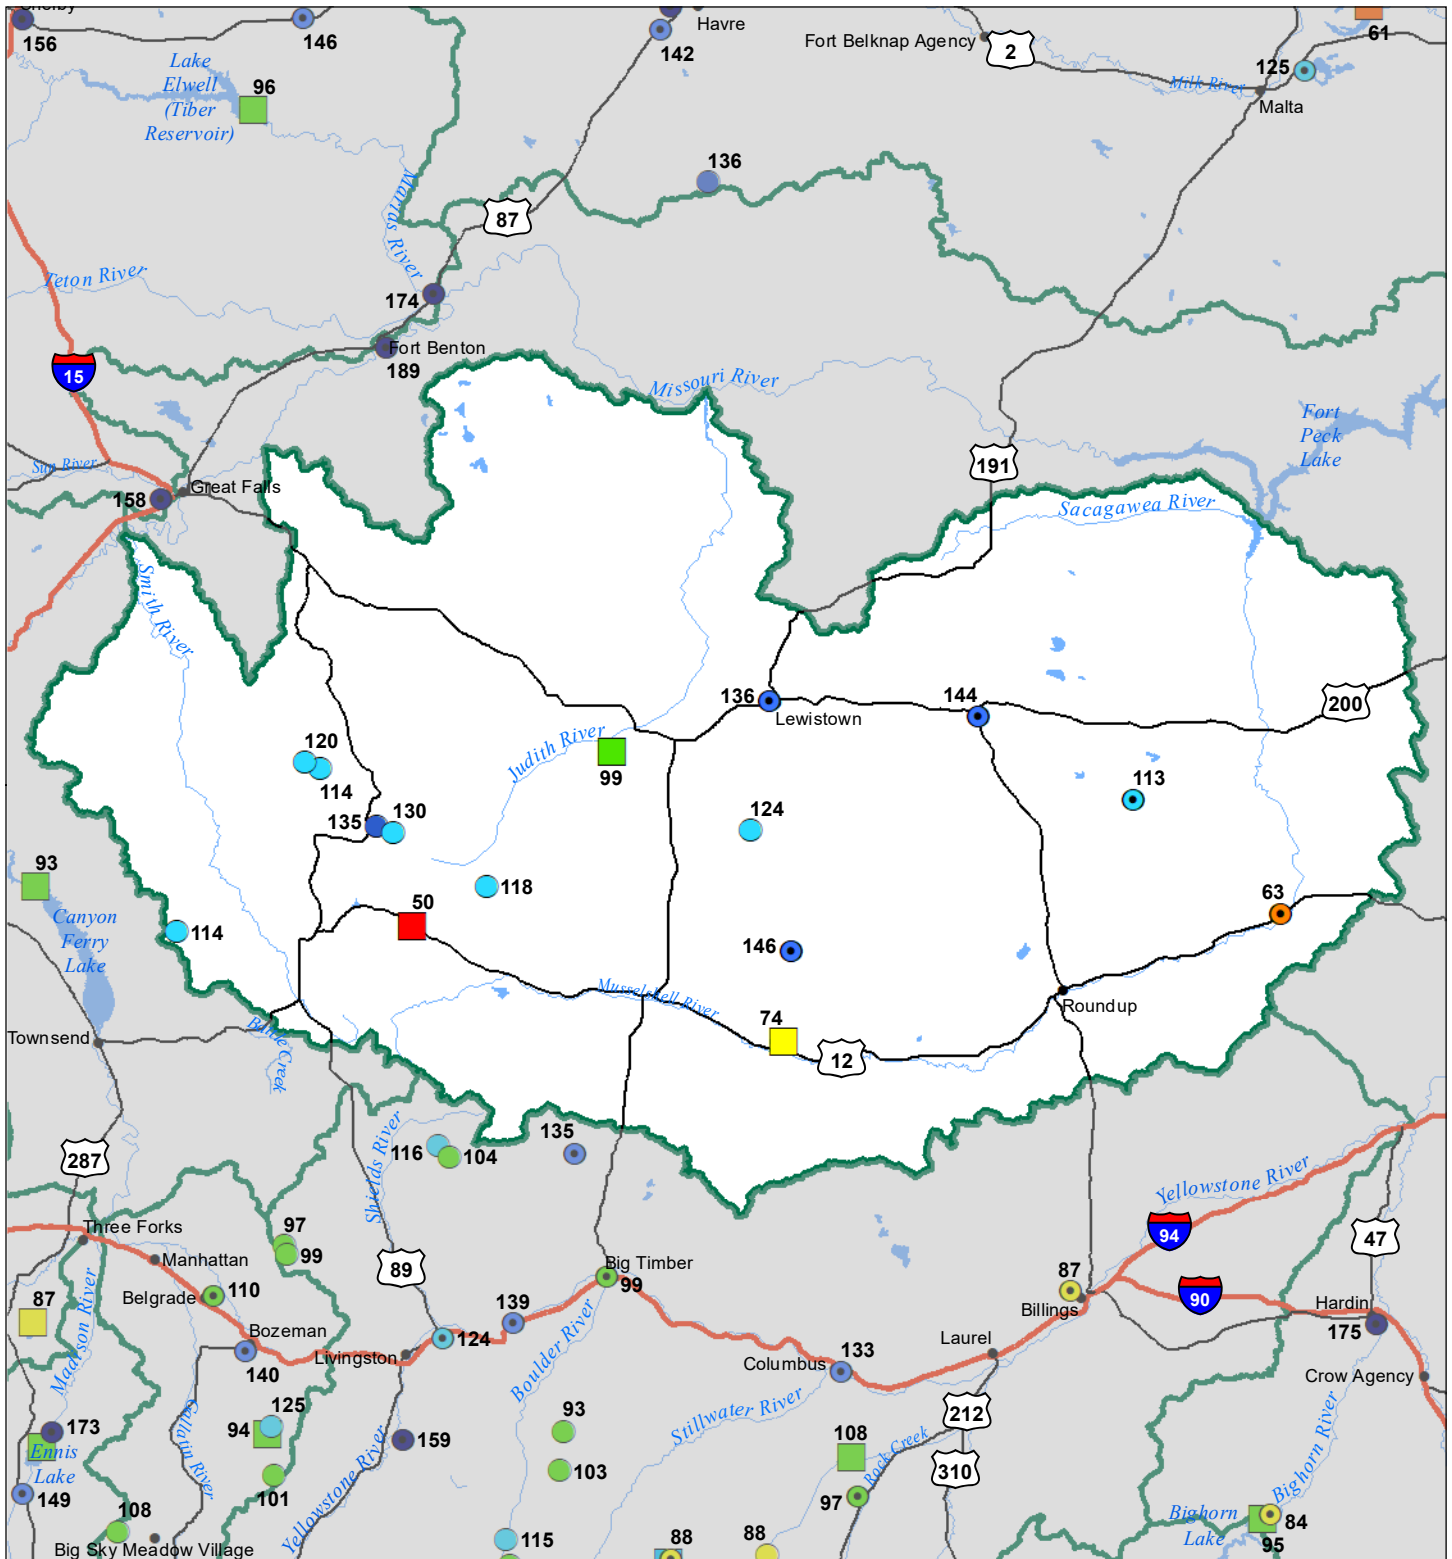 Shelby
156
146
142
Havre
Fort Belknap Agency
2
61
125
Milk River
Malta
Lake
Elwell
(Tiber
Reservoir)
96
136
Marias River
87
Teton River
174
Fort Benton
189
15
Missouri River
Fort
Peck
Lake
191
Sun River
158
Great Falls
Sacagawea River
Smith River
136
Lewistown
144
200
120
114
Judith River
99
113
135
130
124
118
93
Canyon
Ferry
Lake
114
50
63
146
Musselshell River
Roundup
74
12
Townsend
Battle Creek
287
Shields River
116
104
135
Yellowstone River
94
47
Three Forks
97
99
Manhattan
89
Big Timber
99
87
Billings
90
Hardin
175
Belgrade
110
87
Madison River
139
Bozeman
140
Livingston
124
Boulder River
Columbus
133
Laurel
Crow Agency
212
125
94
93
Stillwater River
173
Ennis
Lake
Gallatin River
159
Yellowstone River
108
Rock Creek
310
Bighorn River
103
149
101
97
108
Bighorn
Lake
84
95
115
88
88
Big Sky Meadow Village